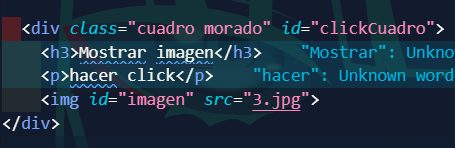 <div class="cuadro morado" id="clickCuadro">
<h3>Mostrar imagen</h3> "Mostrar": Unkno
<p>hacer click</p> "hacer": Unknown word
<img id="imagen" src="3.jpg">
</div>